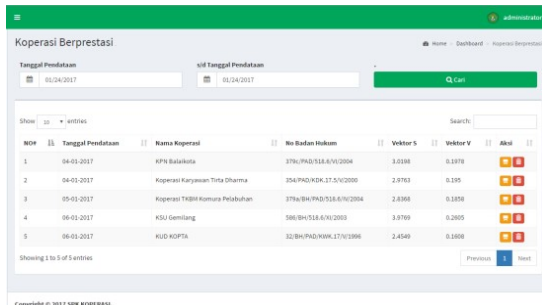 administrator
Koperasi Berprestasi
Home > Dashboard > Koperasi Berprestasi
Tanggal Pendataan s/d Tanggal Pendataan
01/24/2017 01/24/2017 Cari
Show 10 entries Search:
NO# Tanggal Pendataan Nama Koperasi No Badan Hukum Vektor S Vektor V Aksi
1 04-01-2017 KPN Balaikota 379c/PAD/518.6/VI/2004 3.0198 0.1978
2 04-01-2017 Koperasi Karyawan Tirta Dharma 354/PAD/KDK.17.5/V/2000 2.9763 0.195
3 05-01-2017 Koperasi TKBM Komura Pelabuhan 379a/BH/PAD/518.6/III/2004 2.8368 0.1858
4 06-01-2017 KSU Gemilang 586/BH/518.6/XI/2003 3.9769 0.2605
5 06-01-2017 KUD KOPTA 32/BH/PAD/KWK.17/V/1996 2.4549 0.1608
Showing 1 to 5 of 5 entries Previous 1 Next
Copyright © 2017 SPK KOPERASI